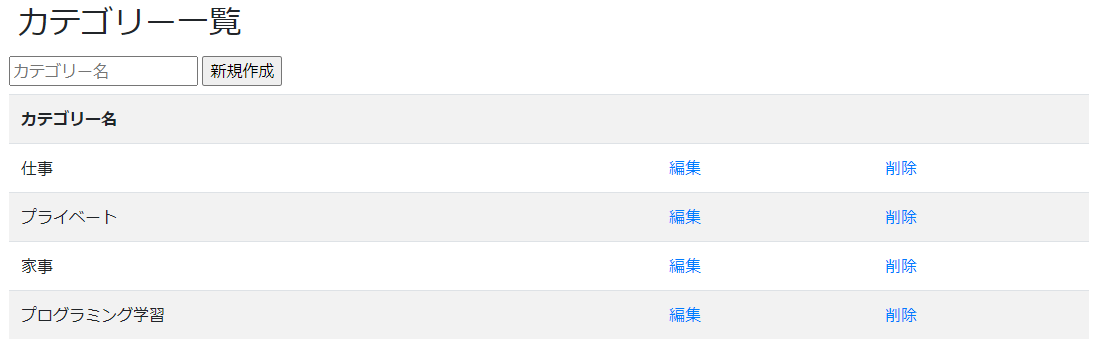 カテゴリー一覧
カテゴリー名 新規作成
カテゴリー名
仕事 編集 削除
プライベート 編集 削除
家事 編集 削除
プログラミング学習 編集 削除